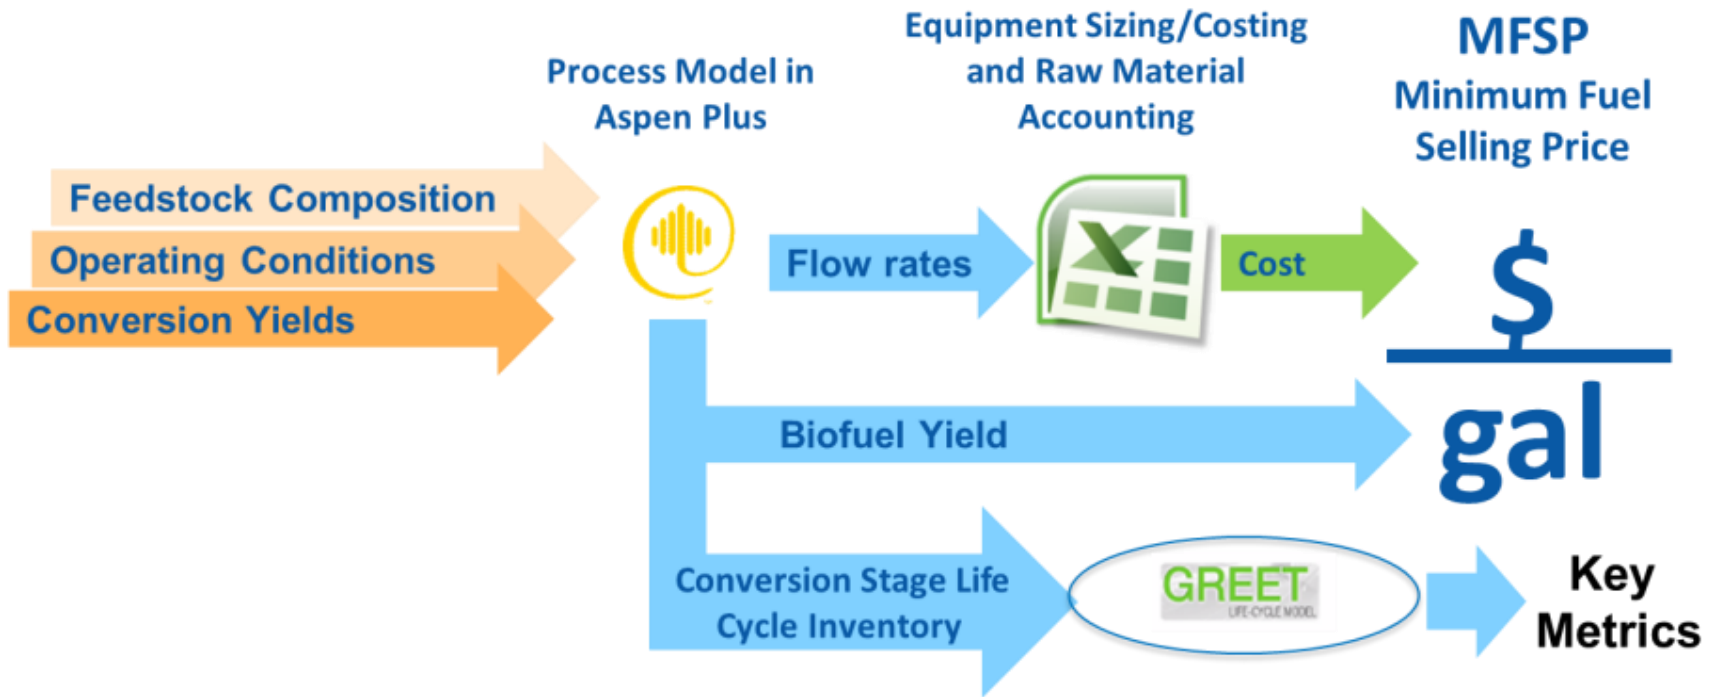 Equipment Sizing/Costing
and Raw Material
Accounting
MFSP
Minimum Fuel
Selling Price
Process Model in
Aspen Plus
Feedstock Composition
Operating Conditions
Conversion Yields
Flow rates
Cost
$
gal
Biofuel Yield
Conversion Stage Life
Cycle Inventory
GREET
LIFE-CYCLE MODEL
Key
Metrics